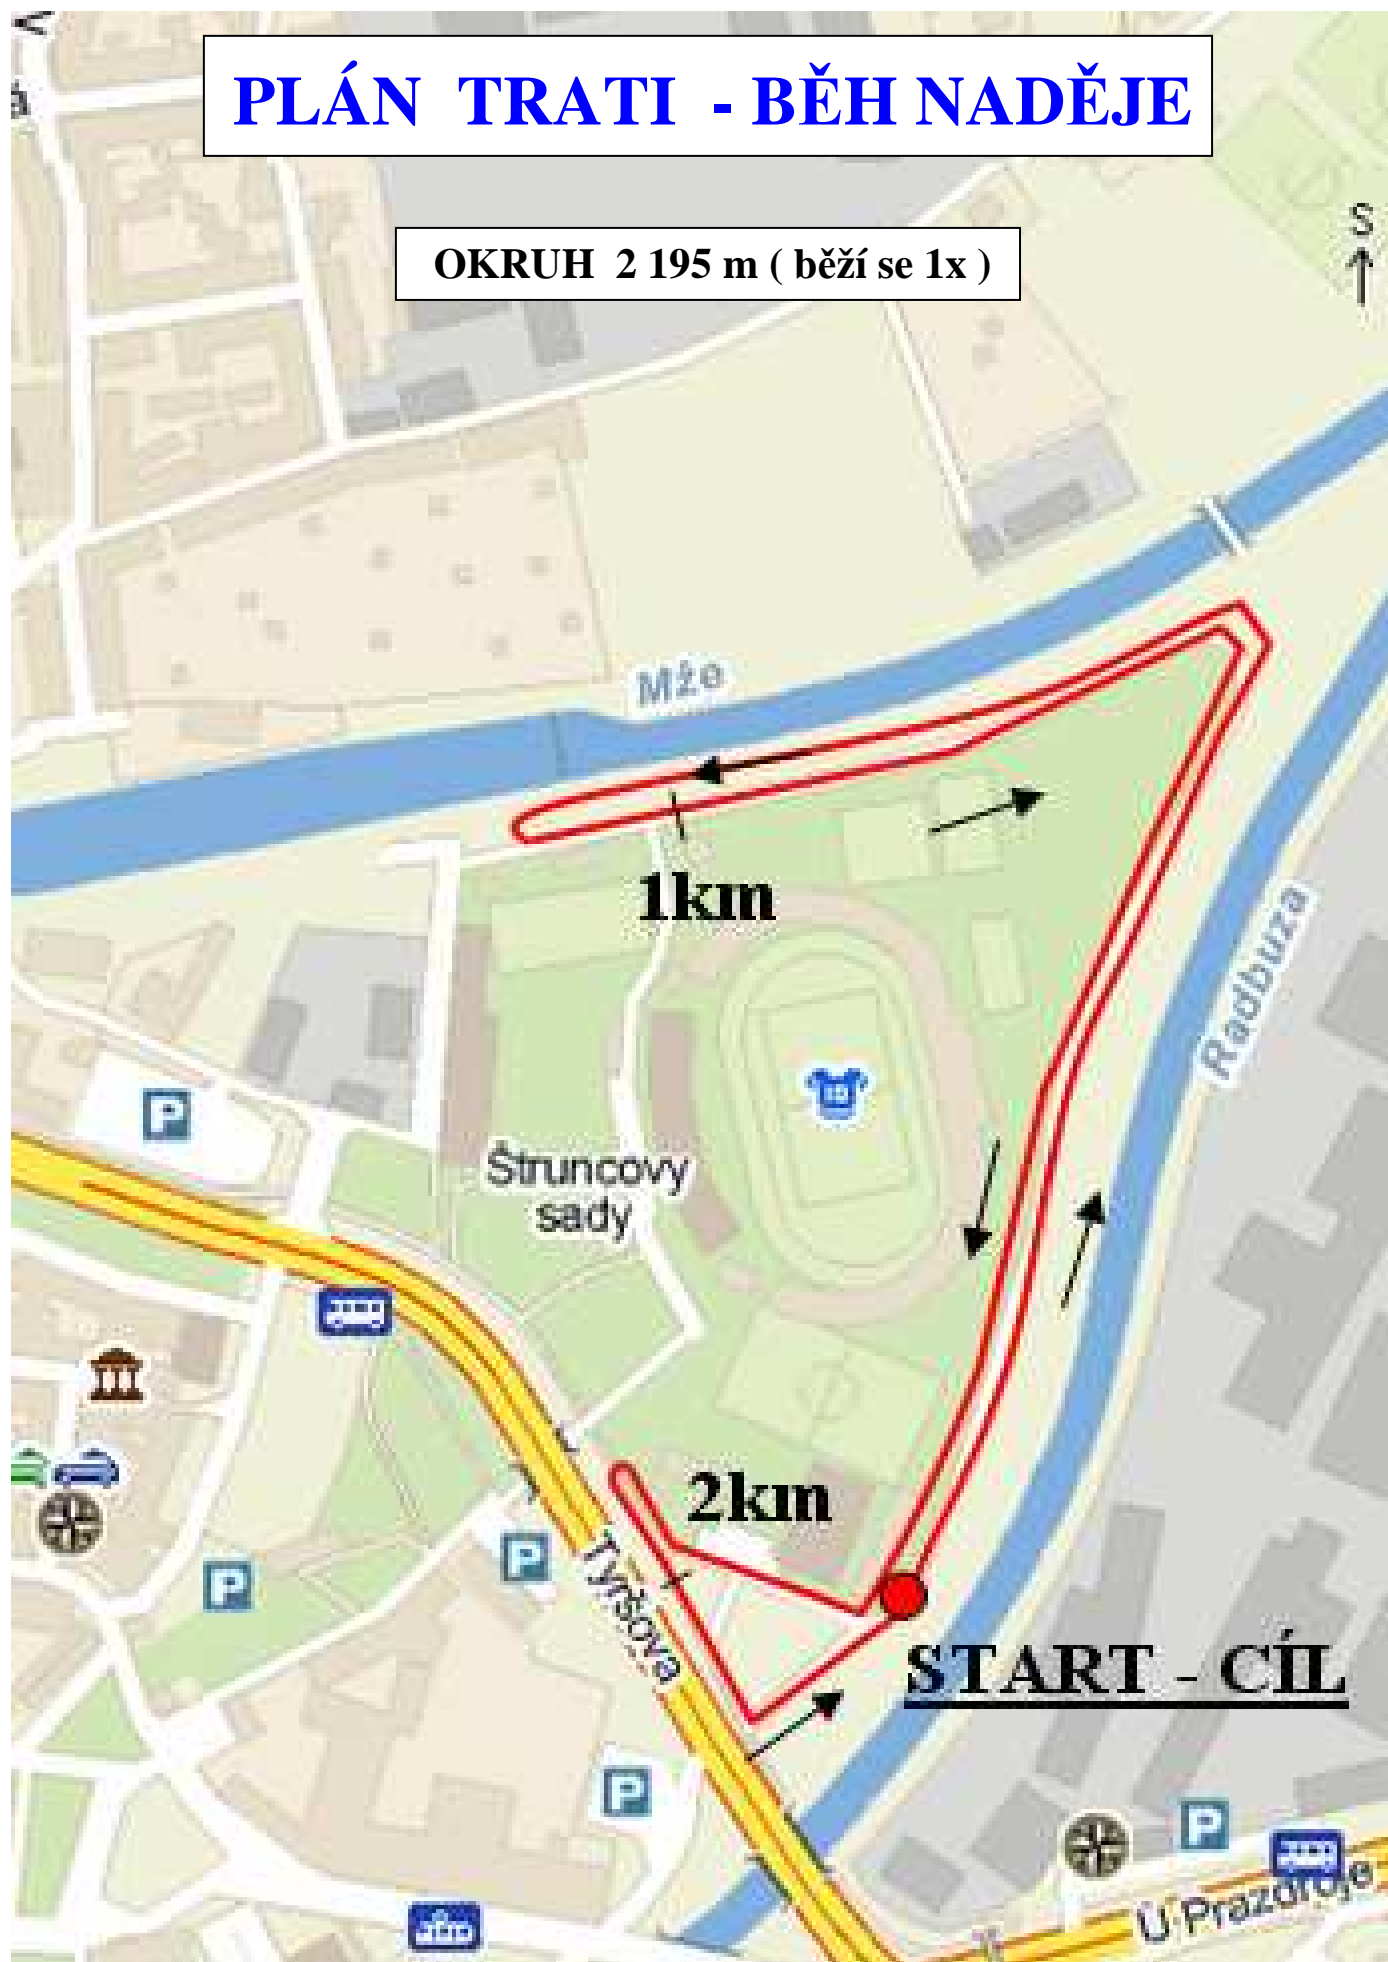 PLÁN TRATI - BĚH NADĚJE
OKRUH 2 195 m ( běží se 1x )
S
Mže
1km
Radbuza
P
Štruncovy
sady
2km
P
P
Tyršova
START - CÍL
P
P
U Prazdroje